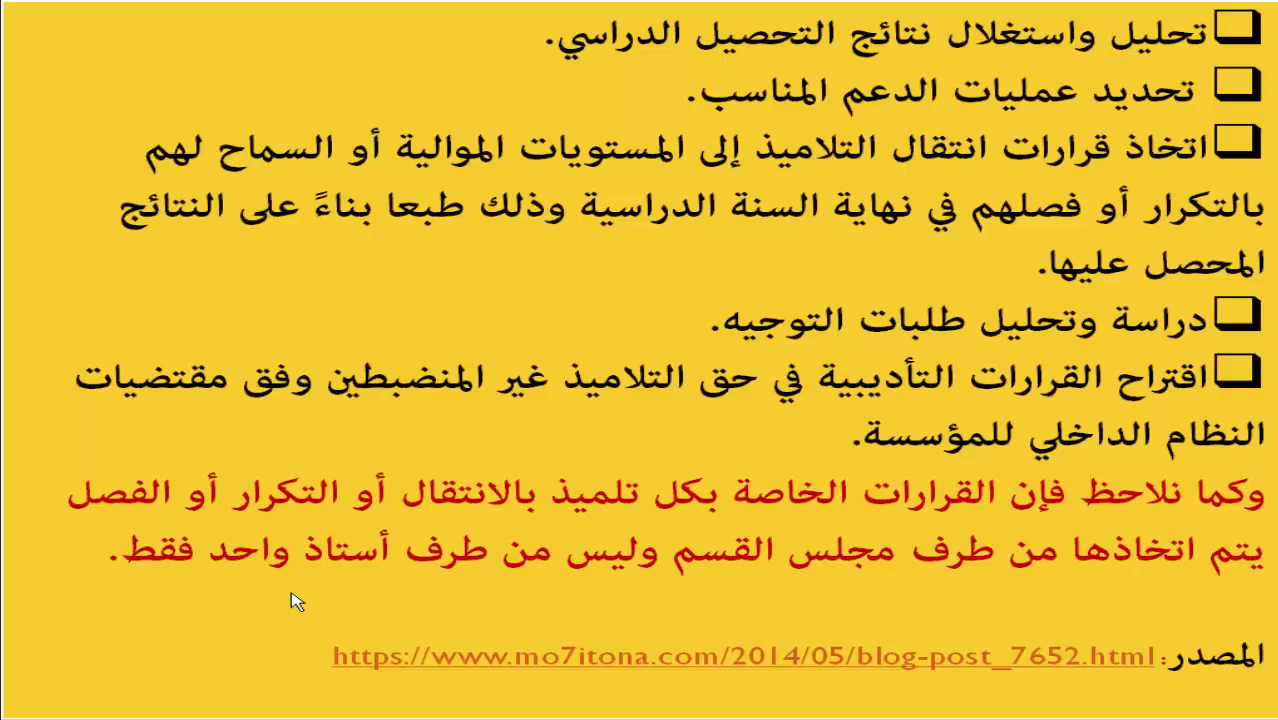 ❑تحليل واستغلال نتائج التحصيل الدراسي.
❑ تحديد عمليات الدعم المناسب.
❑اتخاذ قرارات انتقال التلاميذ إلى المستويات الموالية أو السماح لهم
بالتكرار أو فصلهم في نهاية السنة الدراسية وذلك طبعا بناءً على النتائج
المحصل عليها.
❑دراسة وتحليل طلبات التوجيه.
❑اقتراح القرارات التأديبية في حق التلاميذ غير المنضبطين وفق مقتضيات
النظام الداخلي للمؤسسة.
وكما نلاحظ فإن القرارات الخاصة بكل تلميذ بالانتقال أو التكرار أو الفصل
يتم اتخاذها من طرف مجلس القسم وليس من طرف أستاذ واحد فقط.
المصدر: https://www.mo7itona.com/2014/05/blog-post_7652.html